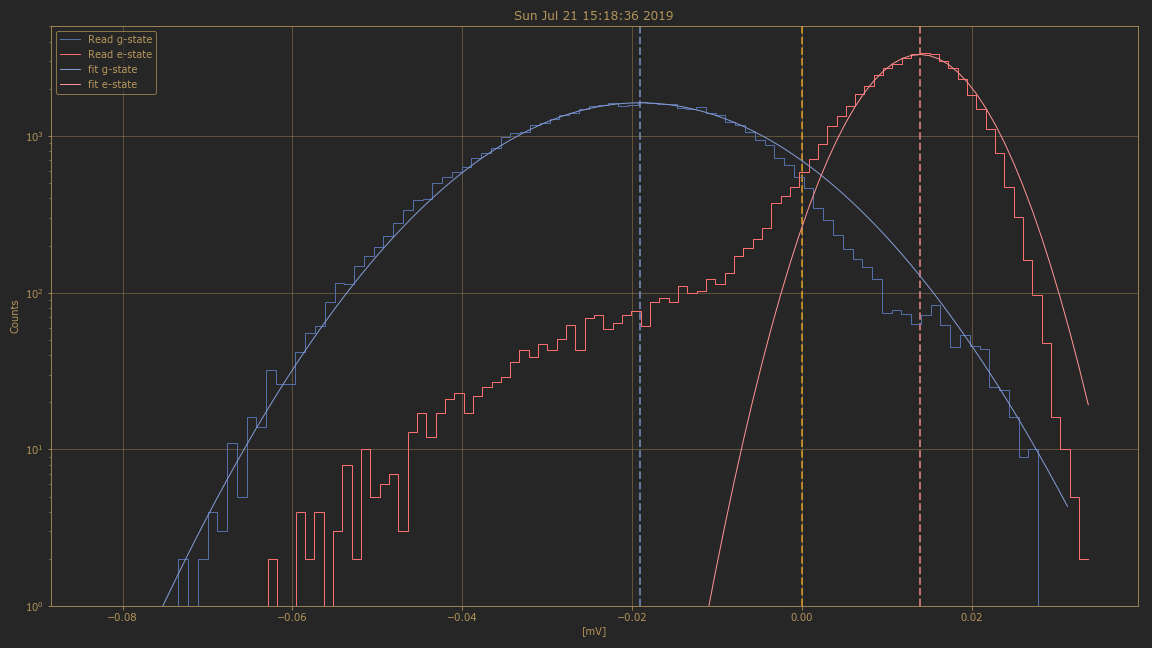 Sun Jul 21 15:18:36 2019
Read g-state
Read e-state
fit g-state
fit e-state
Counts
10³
10²
10¹
10⁰
−0.08
−0.06
−0.04
−0.02
0.00
0.02
[mV]